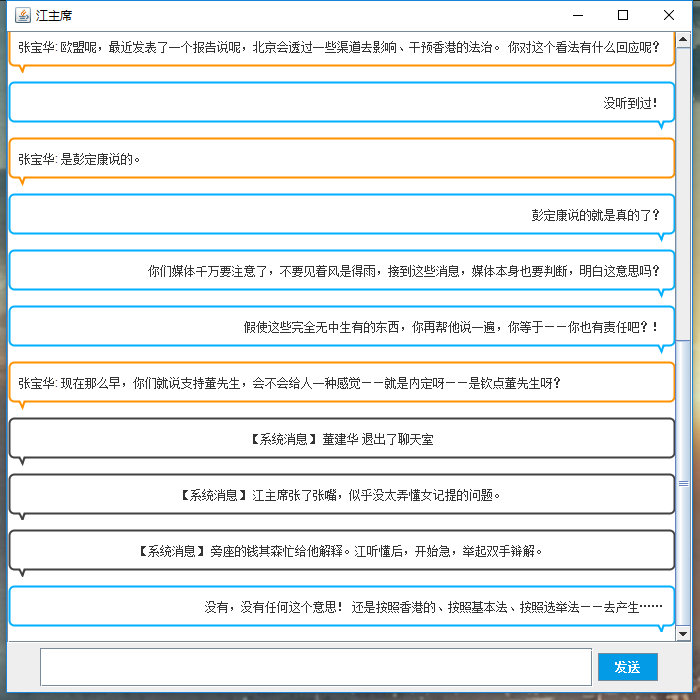 江主席
张宝华: 欧盟呢，最近发表了一个报告说呢，北京会透过一些渠道去影响、干预香港的法治。 你对这个看法有什么回应呢？
没听到过！
张宝华: 是彭定康说的。
彭定康说的就是真的了？
你们媒体千万要注意了，不要见着风是得雨，接到这些消息，媒体本身也要判断，明白这意思吗？
假使这些完全无中生有的东西，你再帮他说一遍，你等于——你也有责任吧？！
张宝华: 现在那么早，你们就说支持董先生，会不会给人一种感觉——就是内定呀——是钦点董先生呀？
【系统消息】董建华 退出了聊天室
【系统消息】江主席张了张嘴，似乎没太弄懂女记提的问题。
【系统消息】旁座的钱其森忙给他解释。江听懂后，开始急，举起双手辩解。
没有，没有任何这个意思！ 还是按照香港的、按照基本法、按照选举法——去产生……
发送